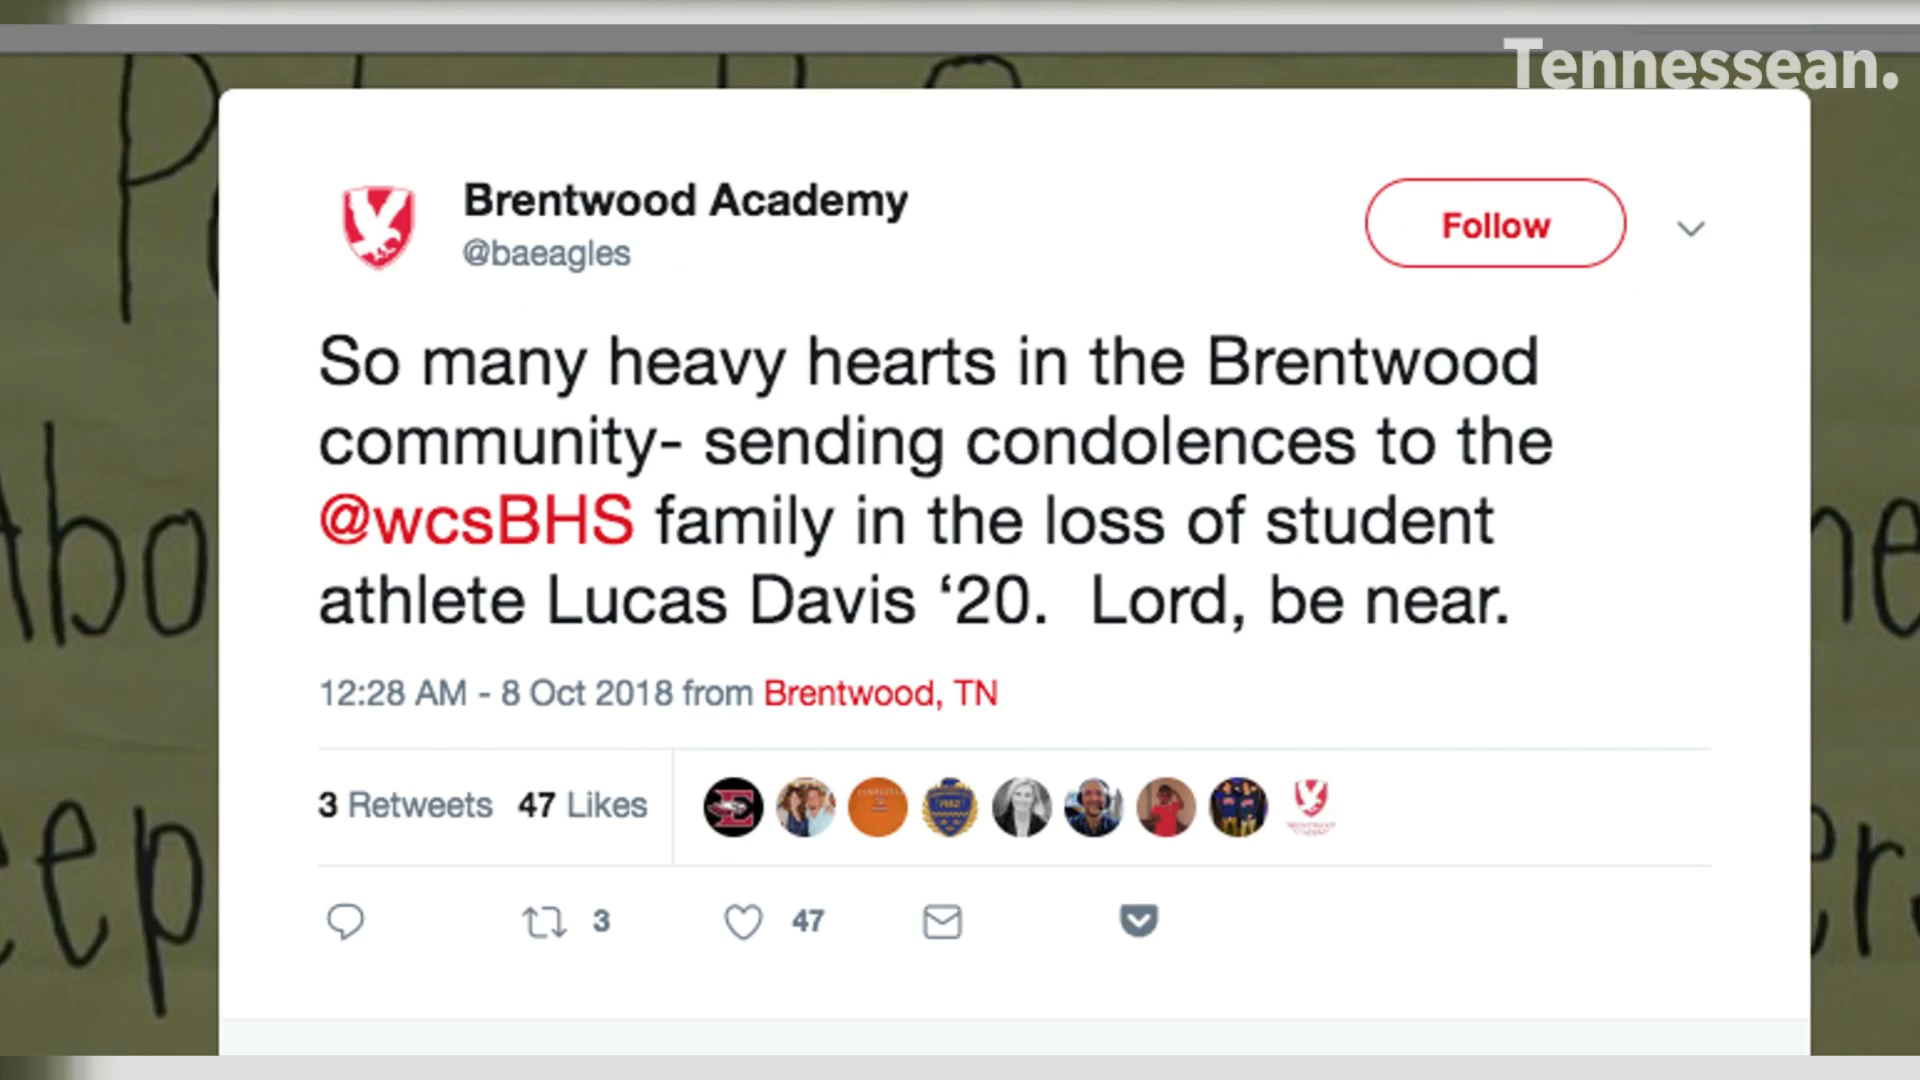 Tennessean.
Brentwood Academy
@baeagles
Follow
So many heavy hearts in the Brentwood
community- sending condolences to the
@wcsBHS family in the loss of student
athlete Lucas Davis ‘20. Lord, be near.
12:28 AM - 8 Oct 2018 from Brentwood, TN
3 Retweets 47 Likes
3 47